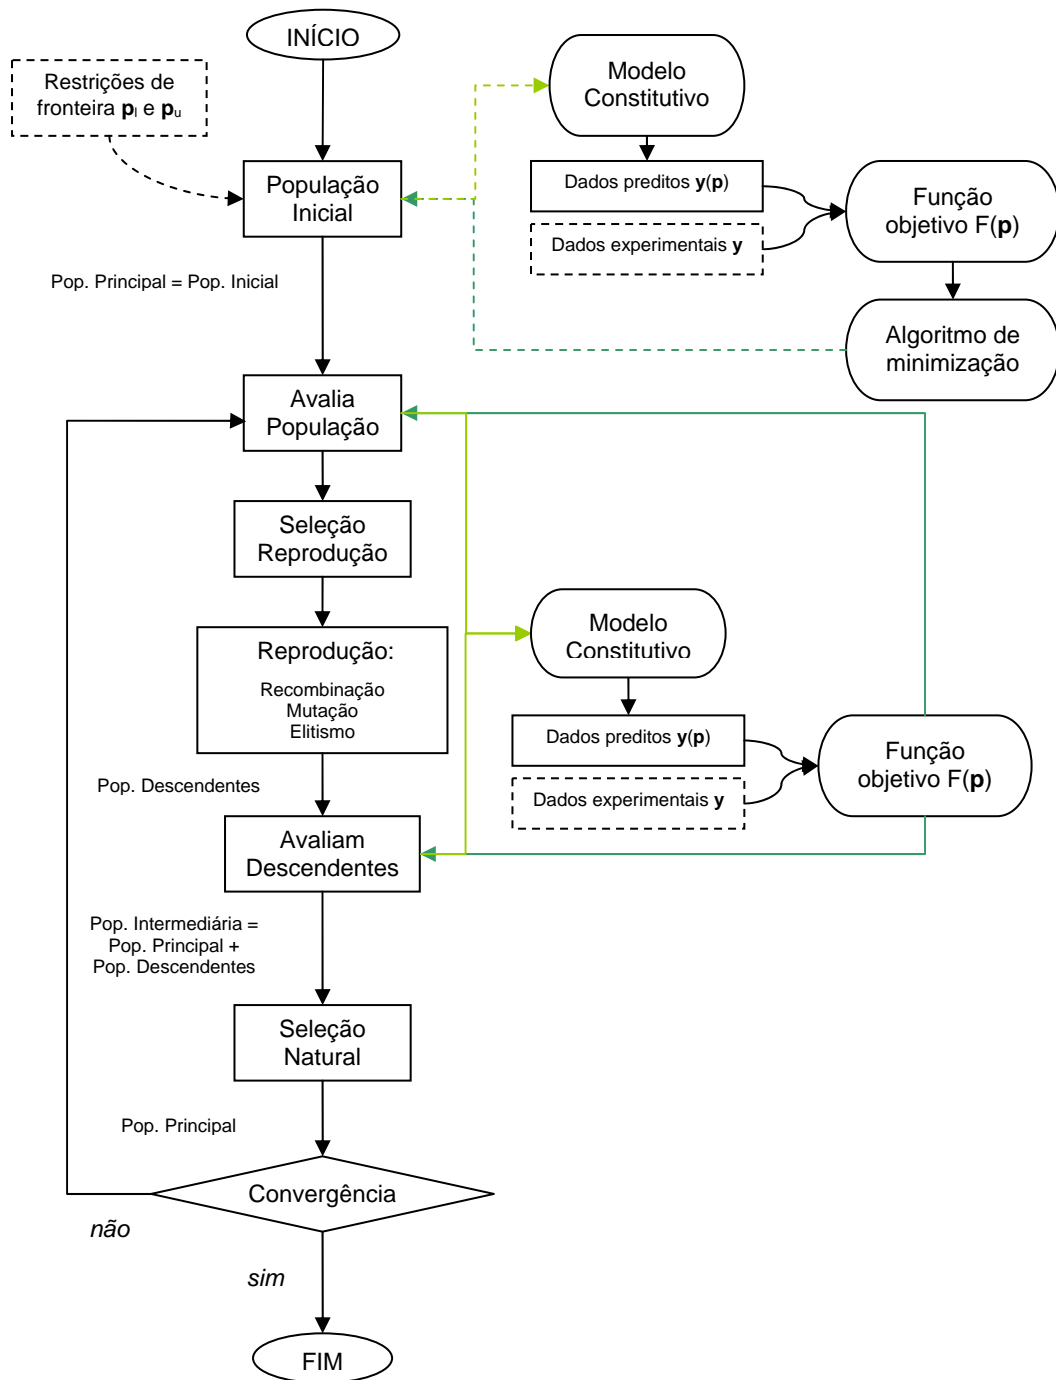 INÍCIO
Restrições de
fronteira pl e pu
Modelo
Constitutivo
População
Inicial
Dados preditos y(p)
Dados experimentais y
Função
objetivo F(p)
Pop. Principal = Pop. Inicial
Algoritmo de
minimização
Avalia
População
Seleção
Reprodução
Reprodução:
Recombinação
Mutação
Elitismo
Modelo
Constitutivo
Dados preditos y(p)
Dados experimentais y
Função
objetivo F(p)
Pop. Descendentes
Avaliam
Descendentes
Pop. Intermediária =
Pop. Principal +
Pop. Descendentes
Seleção
Natural
Pop. Principal
Convergência
não
sim
FIM